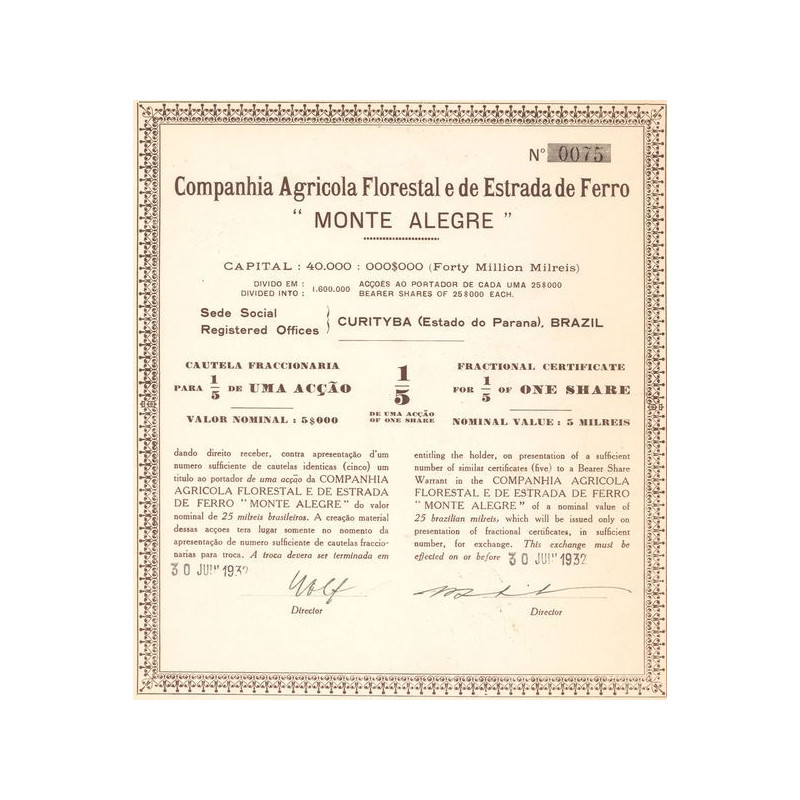 Nº 0075
Companhia Agricola Florestal e de Estrada de Ferro
“ MONTE ALEGRE ”
CAPITAL : 40.000 : 000$000 (Forty Million Milreis)
DIVIDO EM : 1.600.000 ACÇOÊS AO PORTADOR DE CADA UMA 25$000
DIVIDED INTO : BEARER SHARES OF 25$000 EACH.
Sede Social
Registered Offices } CURITYBA (Estado do Parana), BRAZIL
CAUTELA FRACCIONARIA
PARA 1/5 DE UMA ACÇÃO
VALOR NOMINAL : 5$000
1/5
DE UMA ACÇÃO
OF ONE SHARE
FRACTIONAL CERTIFICATE
FOR 1/5 OF ONE SHARE
NOMINAL VALUE : 5 MILREIS
dando direito receber, contra apresentação d'um
numero sufficiente de cautelas identicas (cinco) um
titulo ao portador de uma acção da COMPANHIA
AGRICOLA FLORESTAL E DE ESTRADA
DE FERRO “ MONTE ALEGRE ” do valor
nominal de 25 milreis brasileiros. A creação material
dessas acçoes tera lugar somente no nomento da
apresentação de numero sufficiente de cautelas fraccio-
narias para troca. A troca devera ser terminada em
30 JUIN 1932
entitling the holder, on presentation of a sufficient
number of similar certificates (five) to a Bearer Share
Warrant in the COMPANHIA AGRICOLA
FLORESTAL E DE ESTRADA DE FERRO
“ MONTE ALEGRE ” of a nominal value of
25 brazilian milreis, which will be issued only on
presentation of fractional certificates, in sufficient
number, for exchange. This exchange must be
effected on or before 30 JUIN 1932
Director
Director